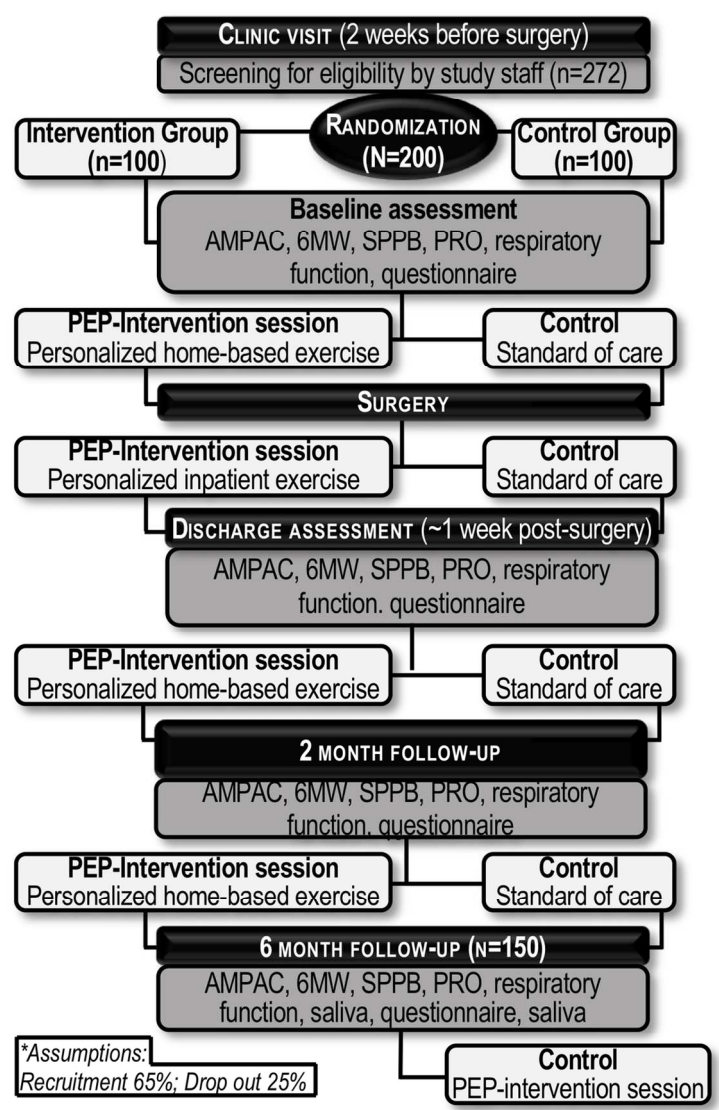 CLINIC VISIT (2 weeks before surgery)
Screening for eligibility by study staff (n=272)
RANDOMIZATION
(N=200)
Intervention Group
(n=100)
Control Group
(n=100)
Baseline assessment
AMPAC, 6MW, SPPB, PRO, respiratory
function, questionnaire
PEP-Intervention session
Personalized home-based exercise
Control
Standard of care
SURGERY
PEP-Intervention session
Personalized inpatient exercise
Control
Standard of care
DISCHARGE ASSESSMENT (~1 week post-surgery)
AMPAC, 6MW, SPPB, PRO, respiratory
function. questionnaire
PEP-Intervention session
Personalized home-based exercise
Control
Standard of care
2 MONTH FOLLOW-UP
AMPAC, 6MW, SPPB, PRO, respiratory
function, questionnaire
PEP-Intervention session
Personalized home-based exercise
Control
Standard of care
6 MONTH FOLLOW-UP (N=150)
AMPAC, 6MW, SPPB, PRO, respiratory
function, saliva, questionnaire, saliva
*Assumptions:
Recruitment 65%; Drop out 25%
Control
PEP-intervention session